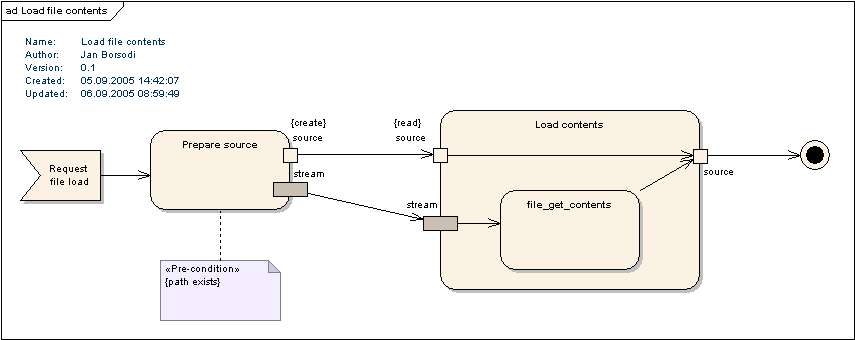 ad Load file contents
Name: Load file contents
Author: Jan Borsodi
Version: 0.1
Created: 05.09.2005 14:42:07
Updated: 06.09.2005 08:59:49
{create}
source
{read}
source
Load contents
Prepare source
Request
file load
stream
source
stream
file_get_contents
«Pre-condition»
{path exists}